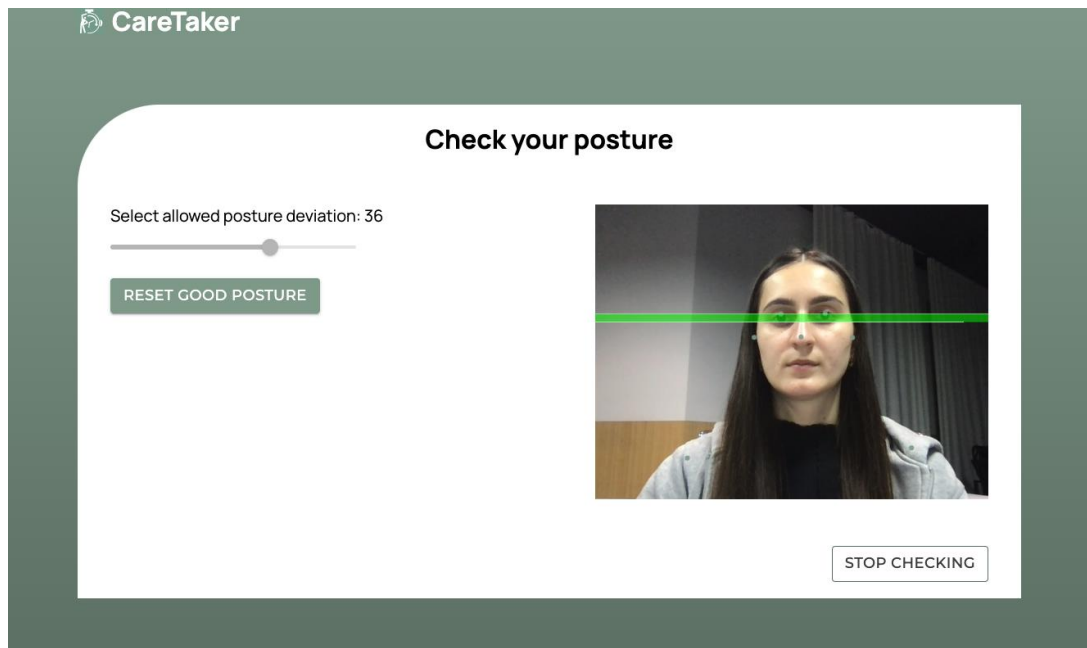 CareTaker
Check your posture
Select allowed posture deviation: 36
RESET GOOD POSTURE
STOP CHECKING